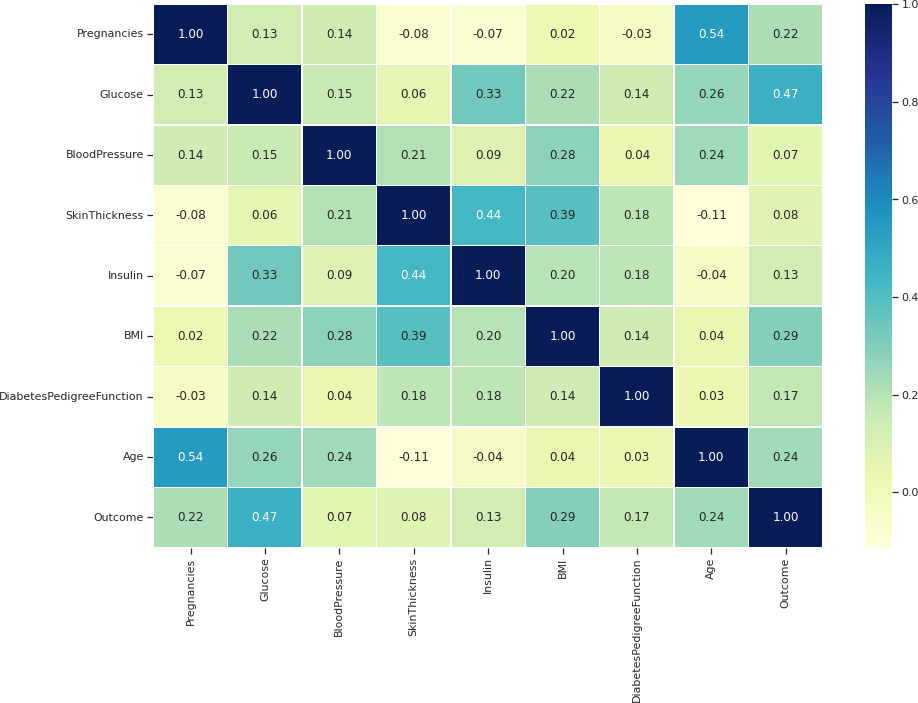 Pregnancies 1.00 0.13 0.14 -0.08 -0.07 0.02 -0.03 0.54 0.22
Glucose 0.13 1.00 0.15 0.06 0.33 0.22 0.14 0.26 0.47
BloodPressure 0.14 0.15 1.00 0.21 0.09 0.28 0.04 0.24 0.07
SkinThickness -0.08 0.06 0.21 1.00 0.44 0.39 0.18 -0.11 0.08
Insulin -0.07 0.33 0.09 0.44 1.00 0.20 0.18 -0.04 0.13
BMI 0.02 0.22 0.28 0.39 0.20 1.00 0.14 0.04 0.29
DiabetesPedigreeFunction -0.03 0.14 0.04 0.18 0.18 0.14 1.00 0.03 0.17
Age 0.54 0.26 0.24 -0.11 -0.04 0.04 0.03 1.00 0.24
Outcome 0.22 0.47 0.07 0.08 0.13 0.29 0.17 0.24 1.00
Pregnancies
Glucose
BloodPressure
SkinThickness
Insulin
BMI
DiabetesPedigreeFunction
Age
Outcome
1.0
0.8
0.6
0.4
0.2
0.0